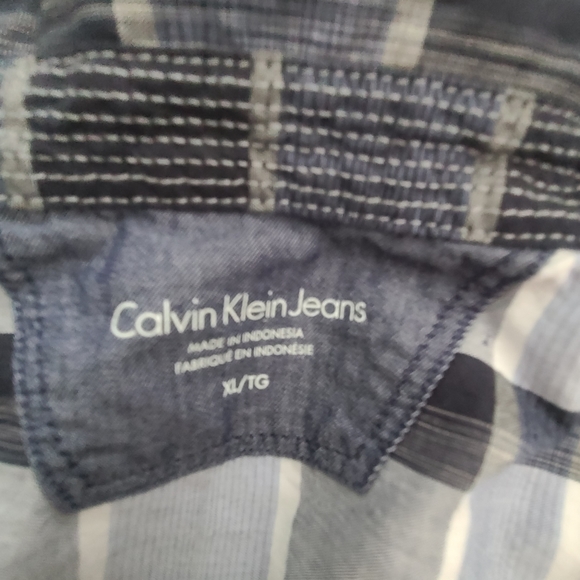 Calvin Klein Jeans
MADE IN INDONESIA
FABRIQUÉ EN INDONÉSIE
XL/TG